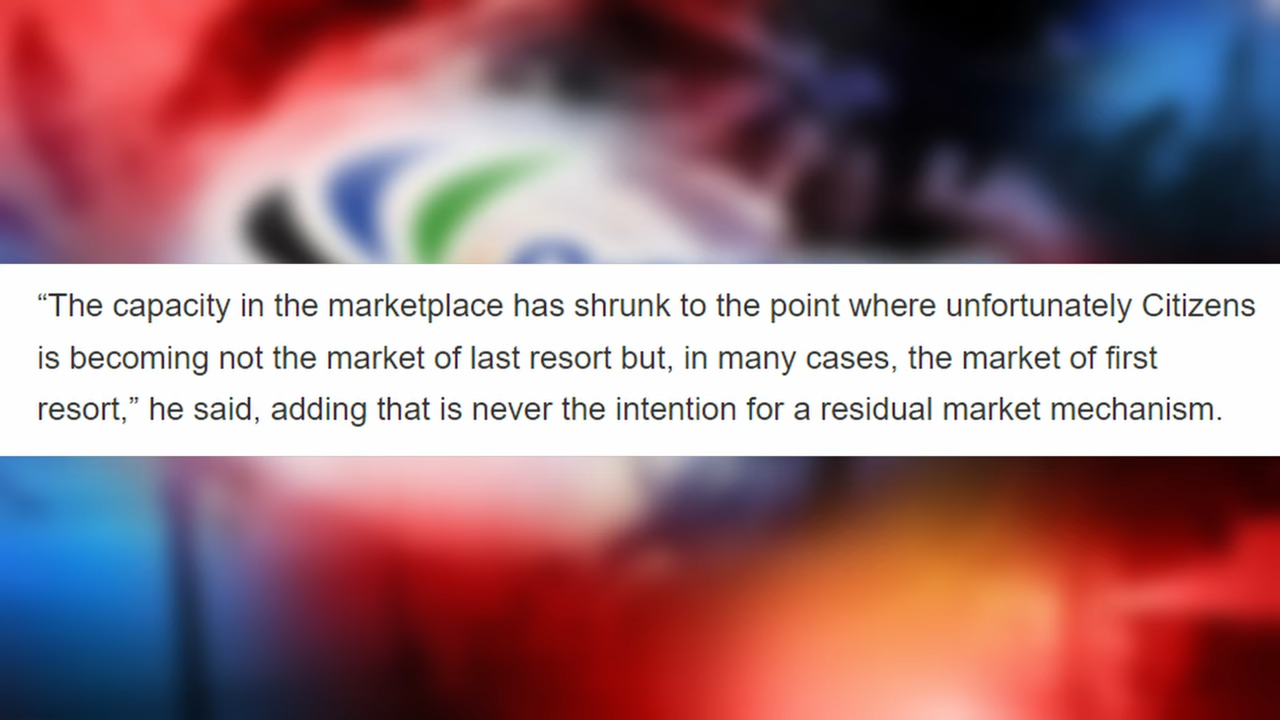 “The capacity in the marketplace has shrunk to the point where unfortunately Citizens
is becoming not the market of last resort but, in many cases, the market of first
resort,” he said, adding that is never the intention for a residual market mechanism.